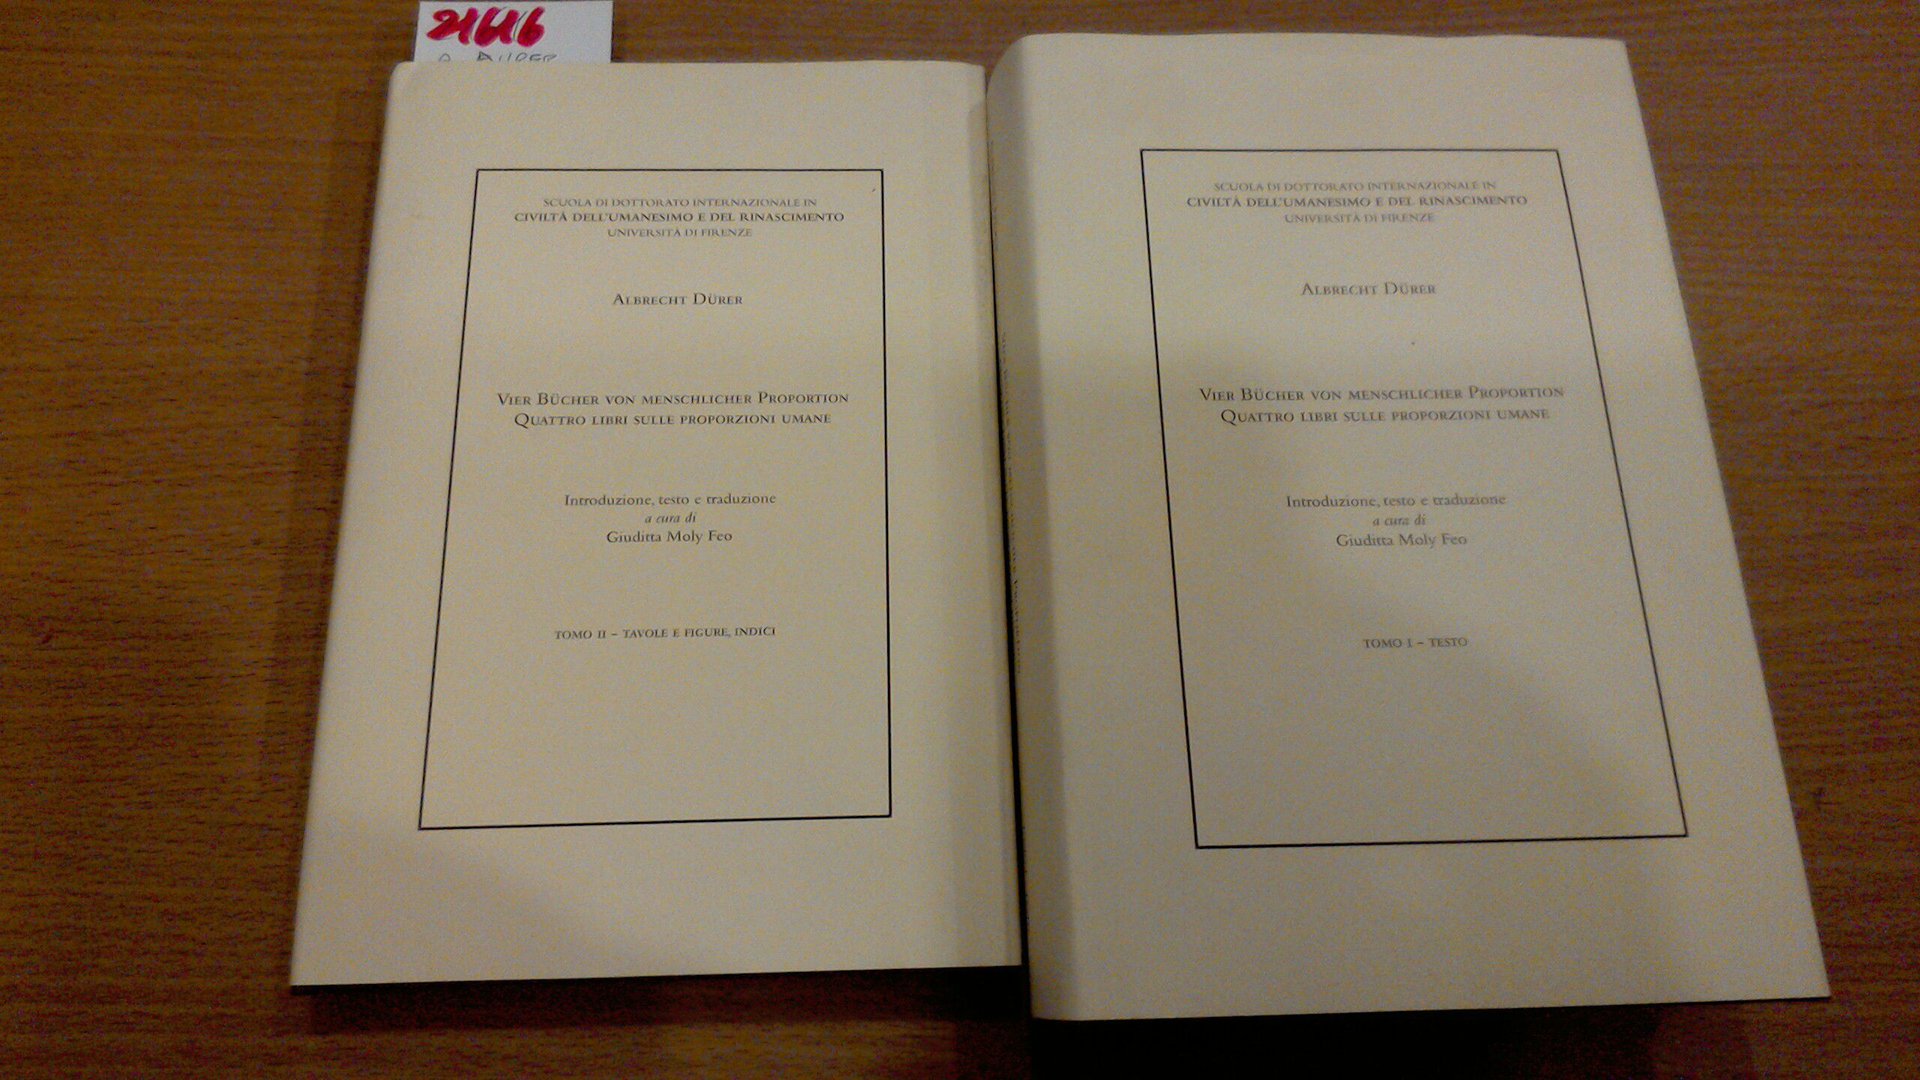 21616
SCUOLA DI DOTTORATO INTERNAZIONALE IN
CIVILTÀ DELL'UMANESIMO E DEL RINASCIMENTO
UNIVERSITÀ DI FIRENZE
ALBRECHT DÜRER
VIER BÜCHER VON MENSCHLICHER PROPORTION
QUATTRO LIBRI SULLE PROPORZIONI UMANE
Introduzione, testo e traduzione
a cura di
Giuditta Moly Feo
TOMO II – TAVOLE E FIGURE, INDICI
SCUOLA DI DOTTORATO INTERNAZIONALE IN
CIVILTÀ DELL'UMANESIMO E DEL RINASCIMENTO
UNIVERSITÀ DI FIRENZE
ALBRECHT DÜRER
VIER BÜCHER VON MENSCHLICHER PROPORTION
QUATTRO LIBRI SULLE PROPORZIONI UMANE
Introduzione, testo e traduzione
a cura di
Giuditta Moly Feo
TOMO I – TESTO